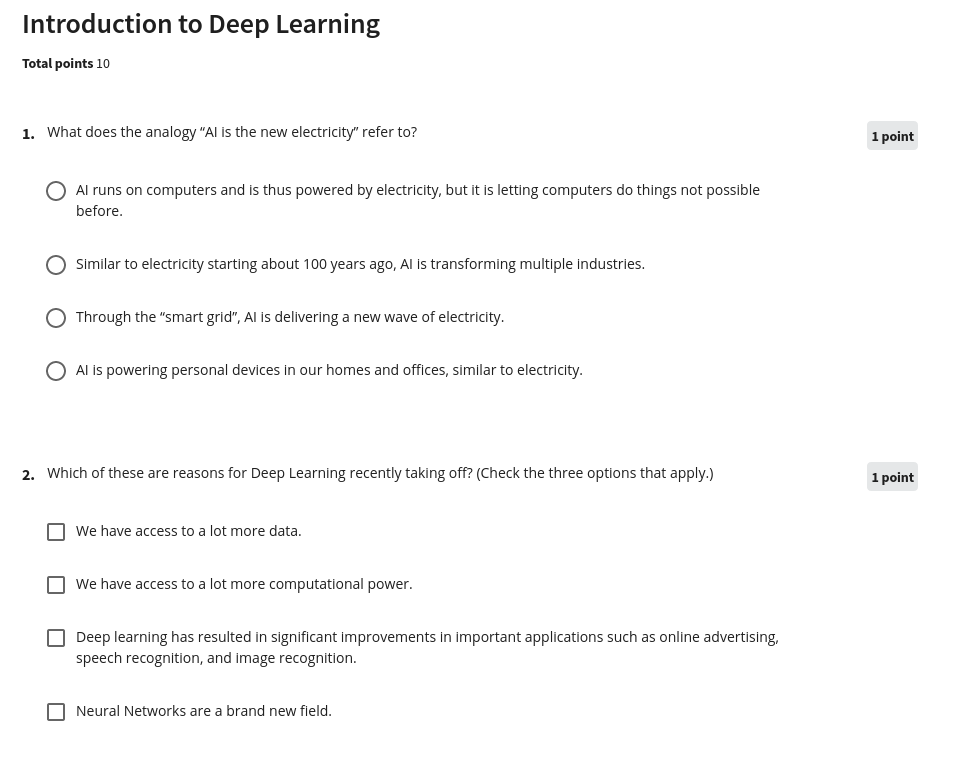 Introduction to Deep Learning
Total points 10
1. What does the analogy “AI is the new electricity” refer to?
1 point
AI runs on computers and is thus powered by electricity, but it is letting computers do things not possible
before.
Similar to electricity starting about 100 years ago, AI is transforming multiple industries.
Through the “smart grid”, AI is delivering a new wave of electricity.
AI is powering personal devices in our homes and offices, similar to electricity.
2. Which of these are reasons for Deep Learning recently taking off? (Check the three options that apply.)
1 point
We have access to a lot more data.
We have access to a lot more computational power.
Deep learning has resulted in significant improvements in important applications such as online advertising,
speech recognition, and image recognition.
Neural Networks are a brand new field.